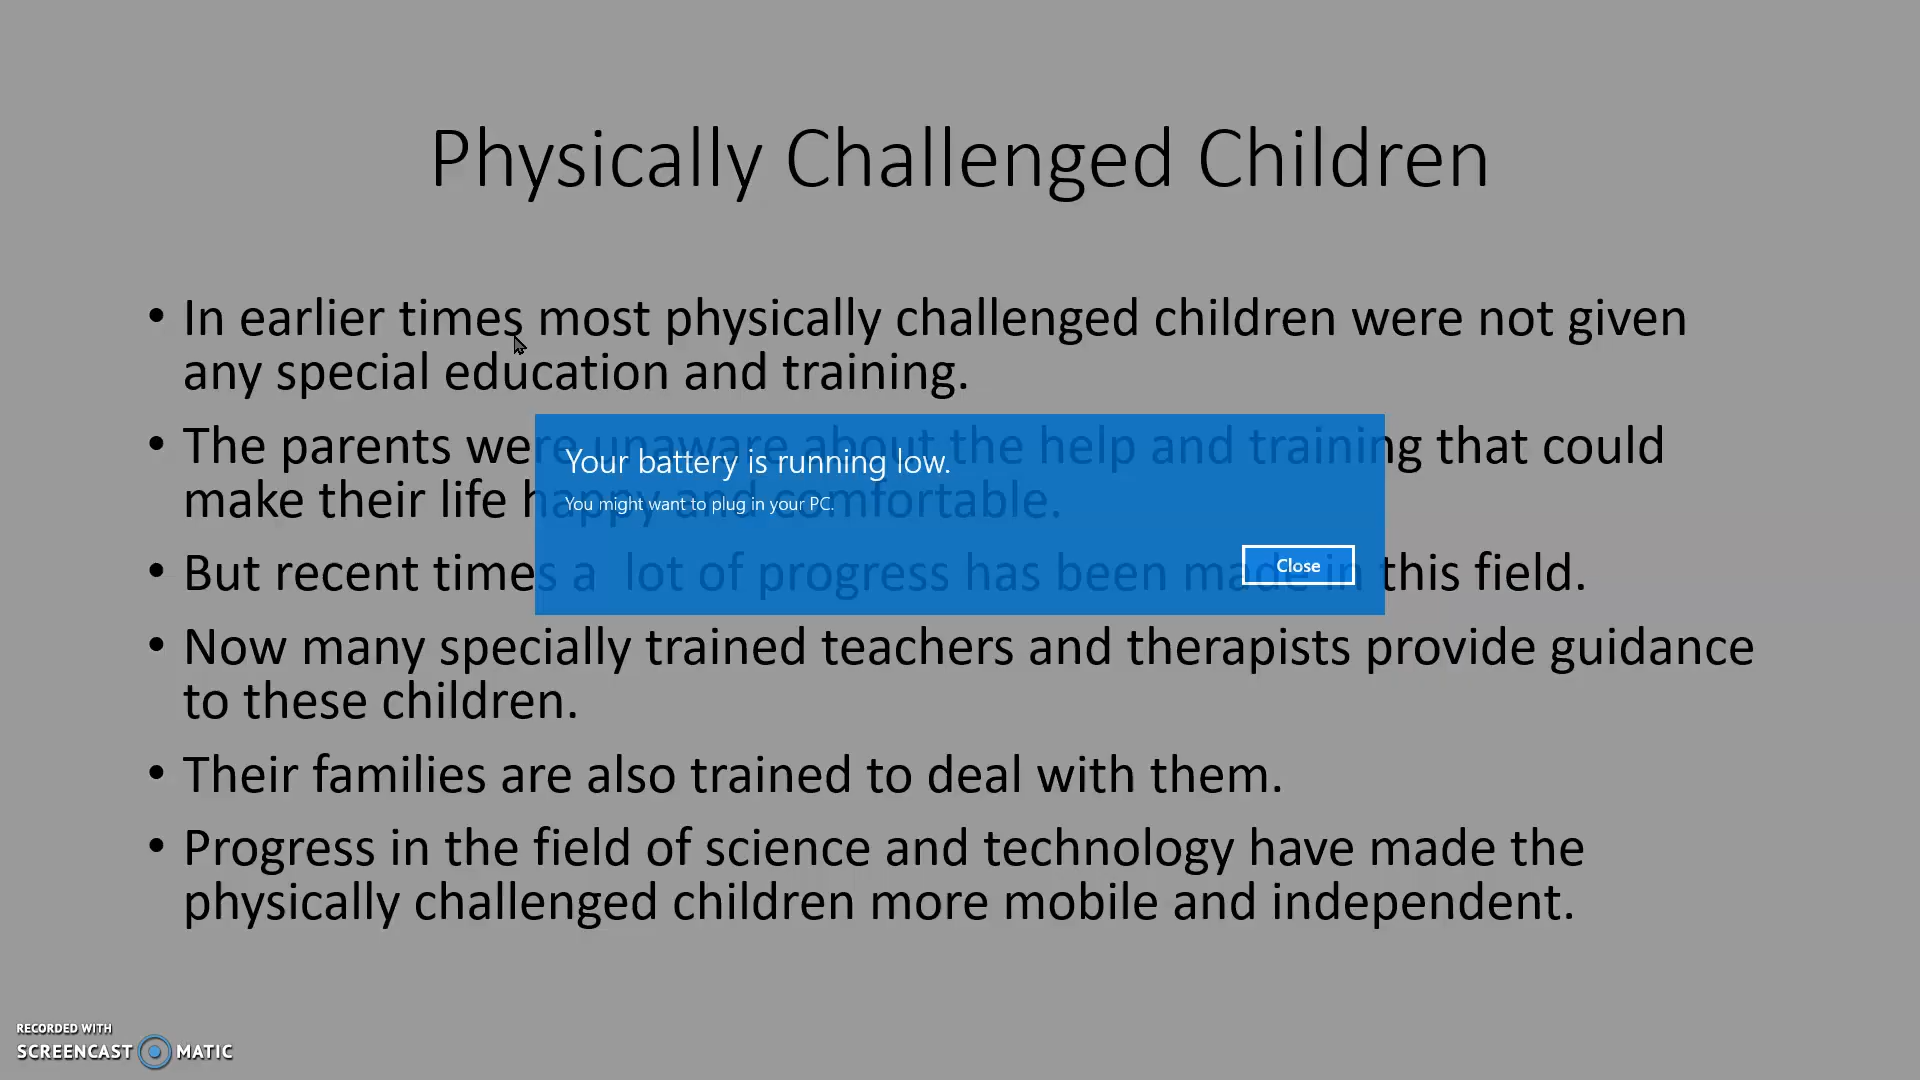 Physically Challenged Children
• In earlier times most physically challenged children were not given
any special education and training.
• The parents were unaware about the help and training that could
make their life happy and comfortable.
• But recent times a  lot of progress has been made in this field.
Your battery is running low.
You might want to plug in your PC.
Close
• Now many specially trained teachers and therapists provide guidance
to these children.
• Their families are also trained to deal with them.
• Progress in the field of science and technology have made the
physically challenged children more mobile and independent.
RECORDED WITH
SCREENCAST MATIC